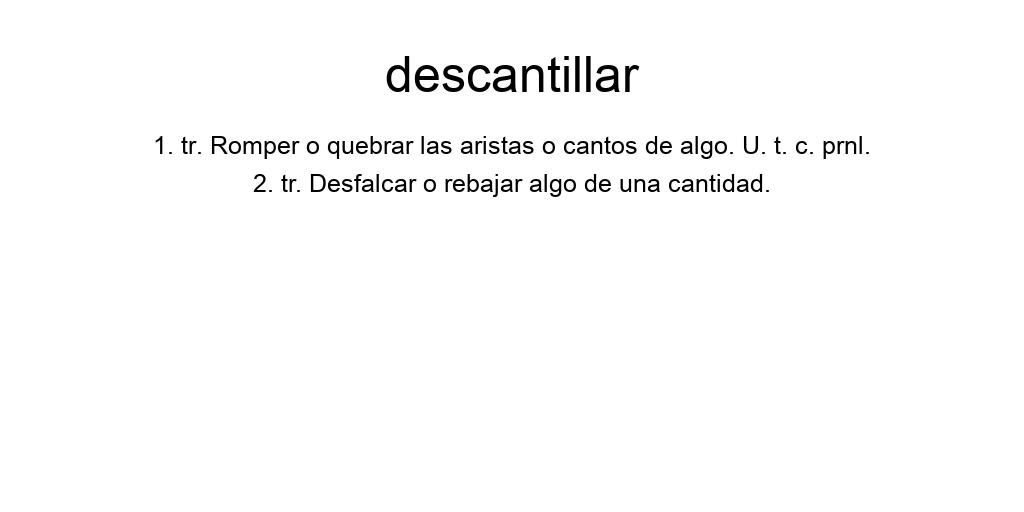 descantillar
1. tr. Romper o quebrar las aristas o cantos de algo. U. t. c. prnl.
2. tr. Desfalcar o rebajar algo de una cantidad.